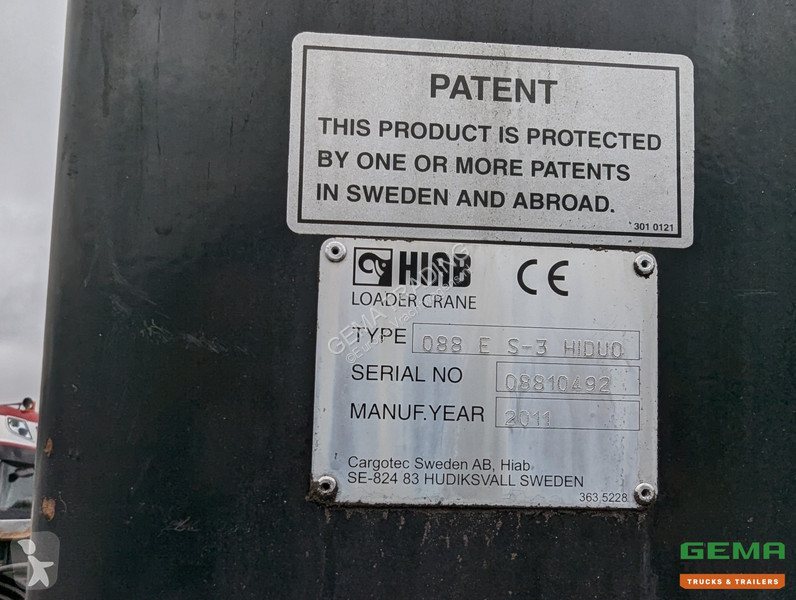 PATENT
THIS PRODUCT IS PROTECTED
BY ONE OR MORE PATENTS
IN SWEDEN AND ABROAD.
301 0121
HIAB CE
LOADER CRANE
TYPE 088 E S-3 HIDUO
SERIAL NO 08810492
MANUF.YEAR 2011
Cargotec Sweden AB, Hiab
SE-824 83 HUDIKSVALL SWEDEN
363 5228
GEMA TRADING
GEMA
TRUCKS & TRAILERS